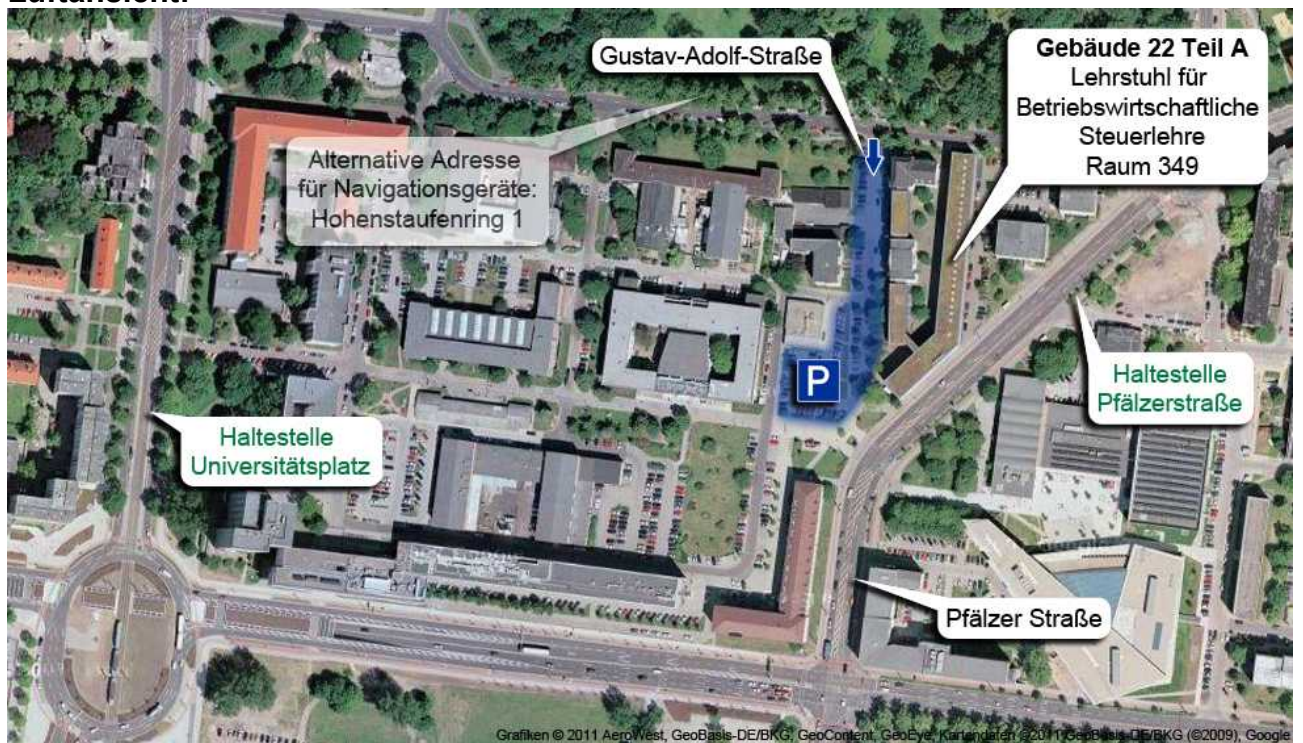 Luftansicht:
Gustav-Adolf-Straße
Gebäude 22 Teil A
Lehrstuhl für
Betriebswirtschaftliche
Steuerlehre
Raum 349
Alternative Adresse
für Navigationsgeräte:
Hohenstaufenring 1
P
Haltestelle
Pfälzerstraße
Haltestelle
Universitätsplatz
Pfälzer Straße
Grafiken © 2011 AeroWest, GeoBasis-DE/BKG, GeoContent, GeoEye, Kartendaten ©2011 GeoBasis-DE/BKG (©2009), Google